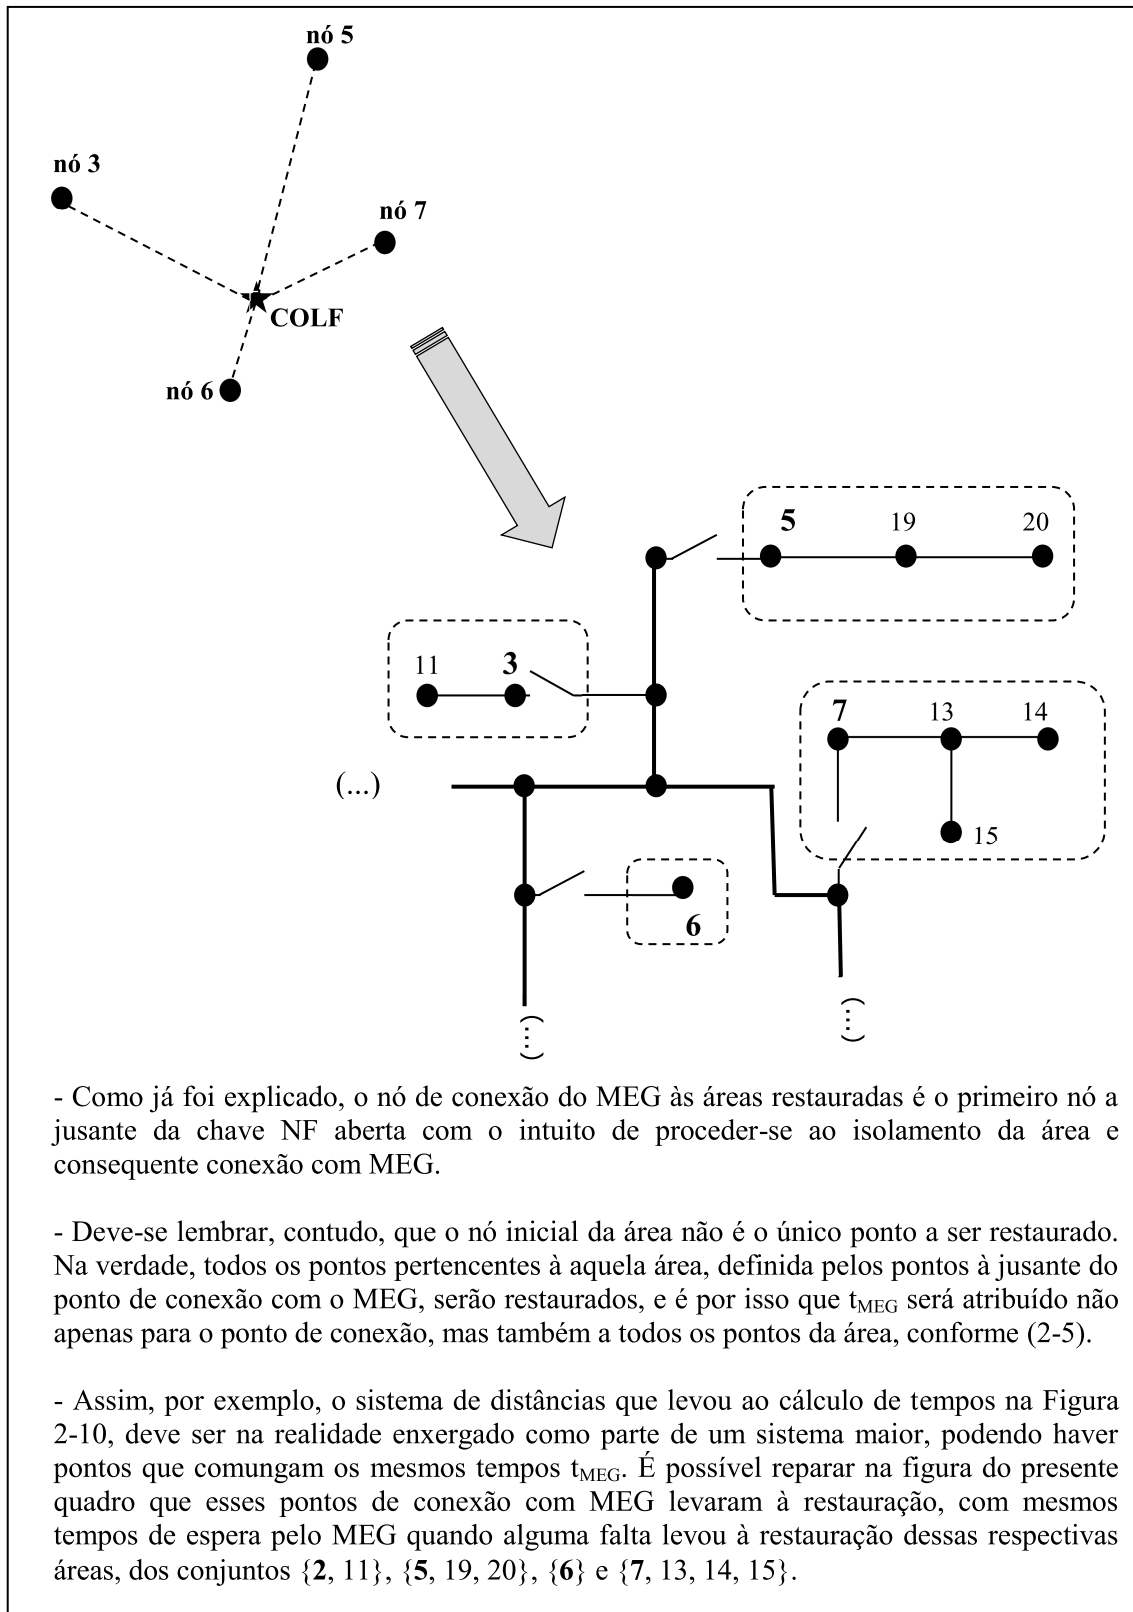 nó 5
nó 3
nó 7
COLF
nó 6
5 19 20
11 3
7 13 14
(...)
15
6
(...)
(...)
- Como já foi explicado, o nó de conexão do MEG às áreas restauradas é o primeiro nó a
jusante da chave NF aberta com o intuito de proceder-se ao isolamento da área e
consequente conexão com MEG.
- Deve-se lembrar, contudo, que o nó inicial da área não é o único ponto a ser restaurado.
Na verdade, todos os pontos pertencentes à aquela área, definida pelos pontos à jusante do
ponto de conexão com o MEG, serão restaurados, e é por isso que tMEG será atribuído não
apenas para o ponto de conexão, mas também a todos os pontos da área, conforme (2-5).
- Assim, por exemplo, o sistema de distâncias que levou ao cálculo de tempos na Figura
2-10, deve ser na realidade enxergado como parte de um sistema maior, podendo haver
pontos que comungam os mesmos tempos tMEG. É possível reparar na figura do presente
quadro que esses pontos de conexão com MEG levaram à restauração, com mesmos
tempos de espera pelo MEG quando alguma falta levou à restauração dessas respectivas
áreas, dos conjuntos {2, 11}, {5, 19, 20}, {6} e {7, 13, 14, 15}.